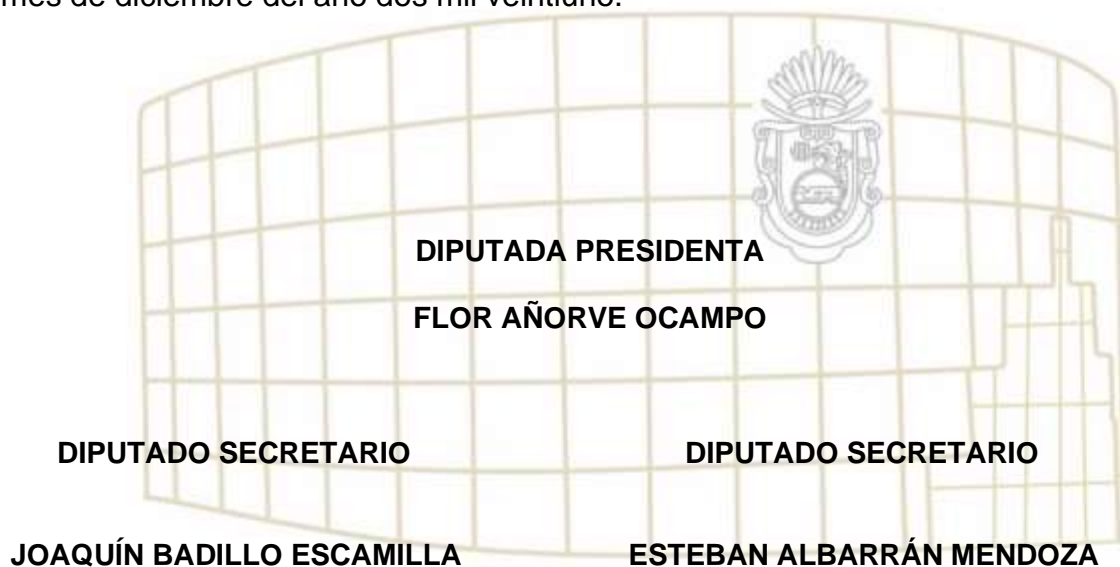 mes de diciembre del año dos mil veintiuno.
DIPUTADA PRESIDENTA
FLOR AÑORVE OCAMPO
DIPUTADO SECRETARIO DIPUTADO SECRETARIO
JOAQUÍN BADILLO ESCAMILLA ESTEBAN ALBARRÁN MENDOZA